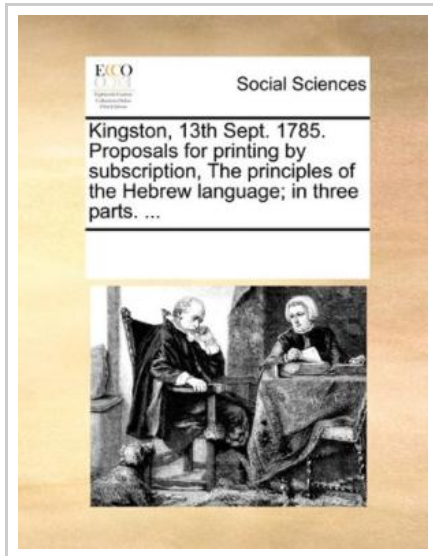 ECCO
Social Sciences
Kingston, 13th Sept. 1785.
Proposals for printing by
subscription, The principles of
the Hebrew language; in three
parts. ...